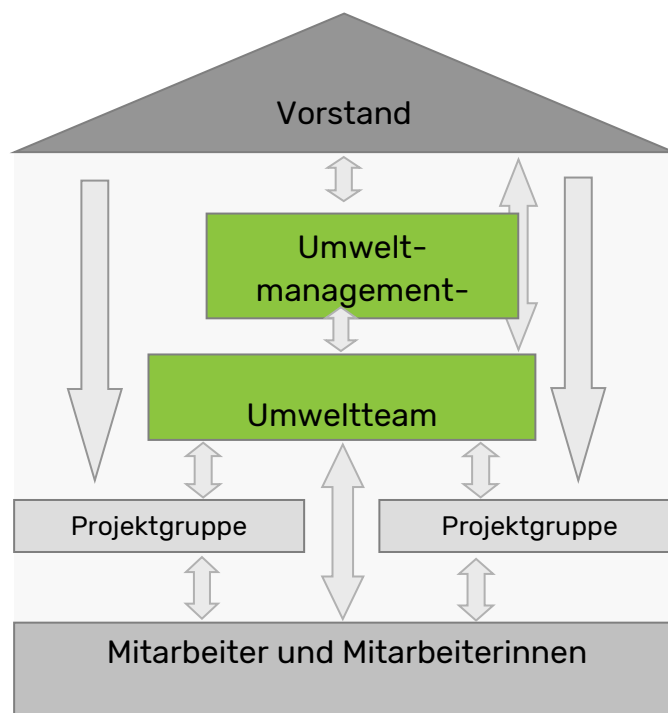 Vorstand
Umwelt-
management-
Umweltteam
Projektgruppe
Projektgruppe
Mitarbeiter und Mitarbeiterinnen